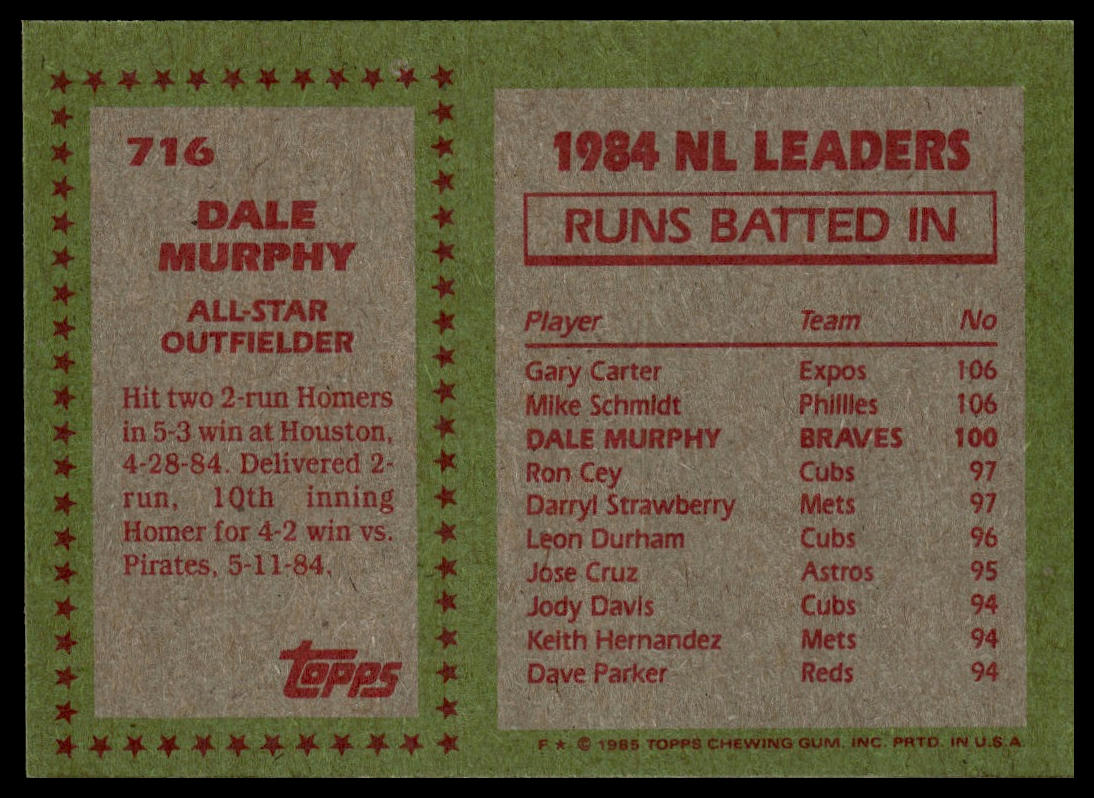 716
DALE
MURPHY
ALL-STAR
OUTFIELDER
Hit two 2-run Homers
in 5-3 win at Houston,
4-28-84. Delivered 2-
run, 10th inning
Homer for 4-2 win vs.
Pirates, 5-11-84.
topps
1984 NL LEADERS
RUNS BATTED IN
Player Team No
Gary Carter Expos 106
Mike Schmidt Phillies 106
DALE MURPHY BRAVES 100
Ron Cey Cubs 97
Darryl Strawberry Mets 97
Leon Durham Cubs 96
Jose Cruz Astros 95
Jody Davis Cubs 94
Keith Hernandez Mets 94
Dave Parker Reds 94
F ★ © 1985 TOPPS CHEWING GUM, INC. PRTD. IN U.S.A.